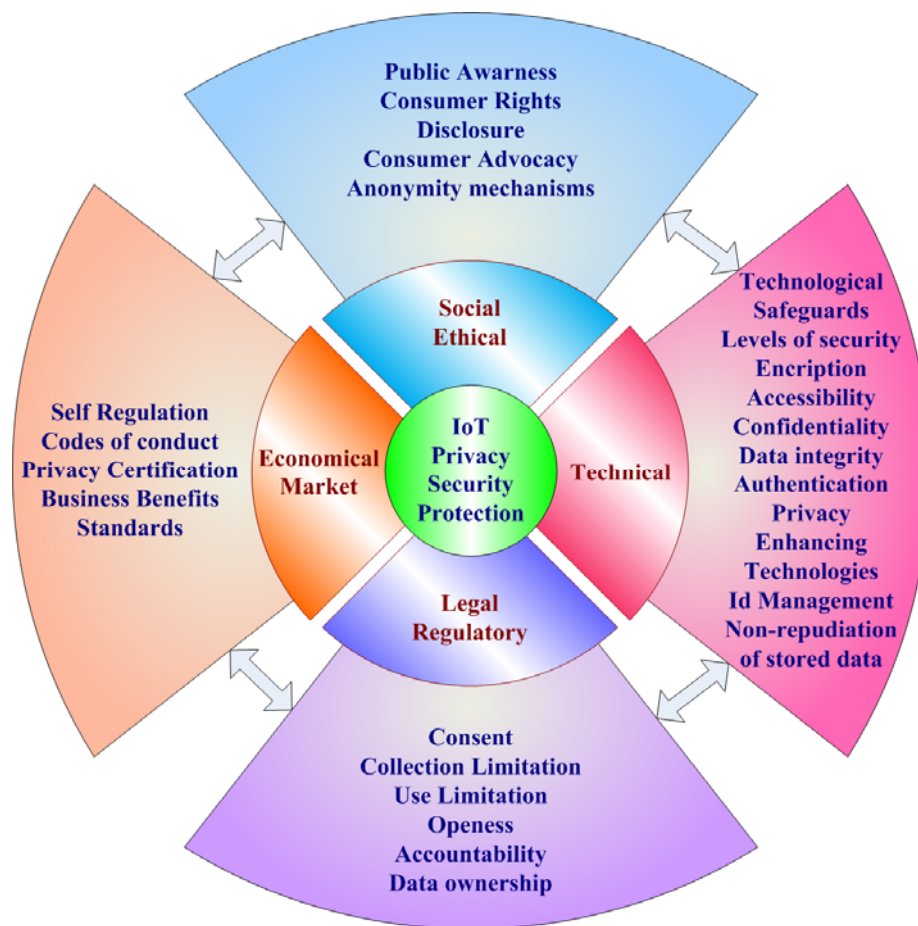 Public Awarness
Consumer Rights
Disclosure
Consumer Advocacy
Anonymity mechanisms
Social
Ethical
Self Regulation
Codes of conduct
Privacy Certification
Business Benefits
Standards
Economical
Market
IoT
Privacy
Security
Protection
Technical
Technological
Safeguards
Levels of security
Encription
Accessibility
Confidentiality
Data integrity
Authentication
Privacy
Enhancing
Technologies
Id Management
Non-repudiation
of stored data
Legal
Regulatory
Consent
Collection Limitation
Use Limitation
Openess
Accountability
Data ownership